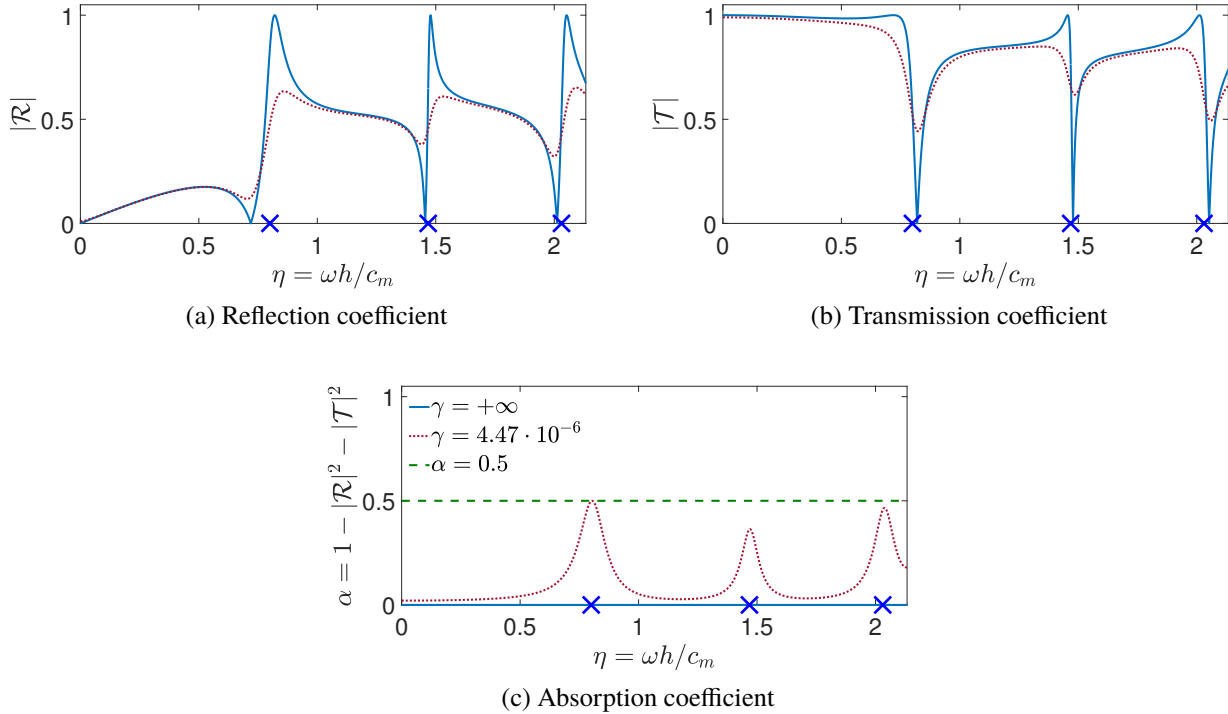 1
0.5
0
|R|
0 0.5 1 1.5 2
η = ωh/c_m
(a) Reflection coefficient
1
0.5
0
|T|
0 0.5 1 1.5 2
η = ωh/c_m
(b) Transmission coefficient
1
0.5
0
α = 1 − |R|² − |T|²
γ = +∞
γ = 4.47 · 10⁻⁶
α = 0.5
0 0.5 1 1.5 2
η = ωh/c_m
(c) Absorption coefficient